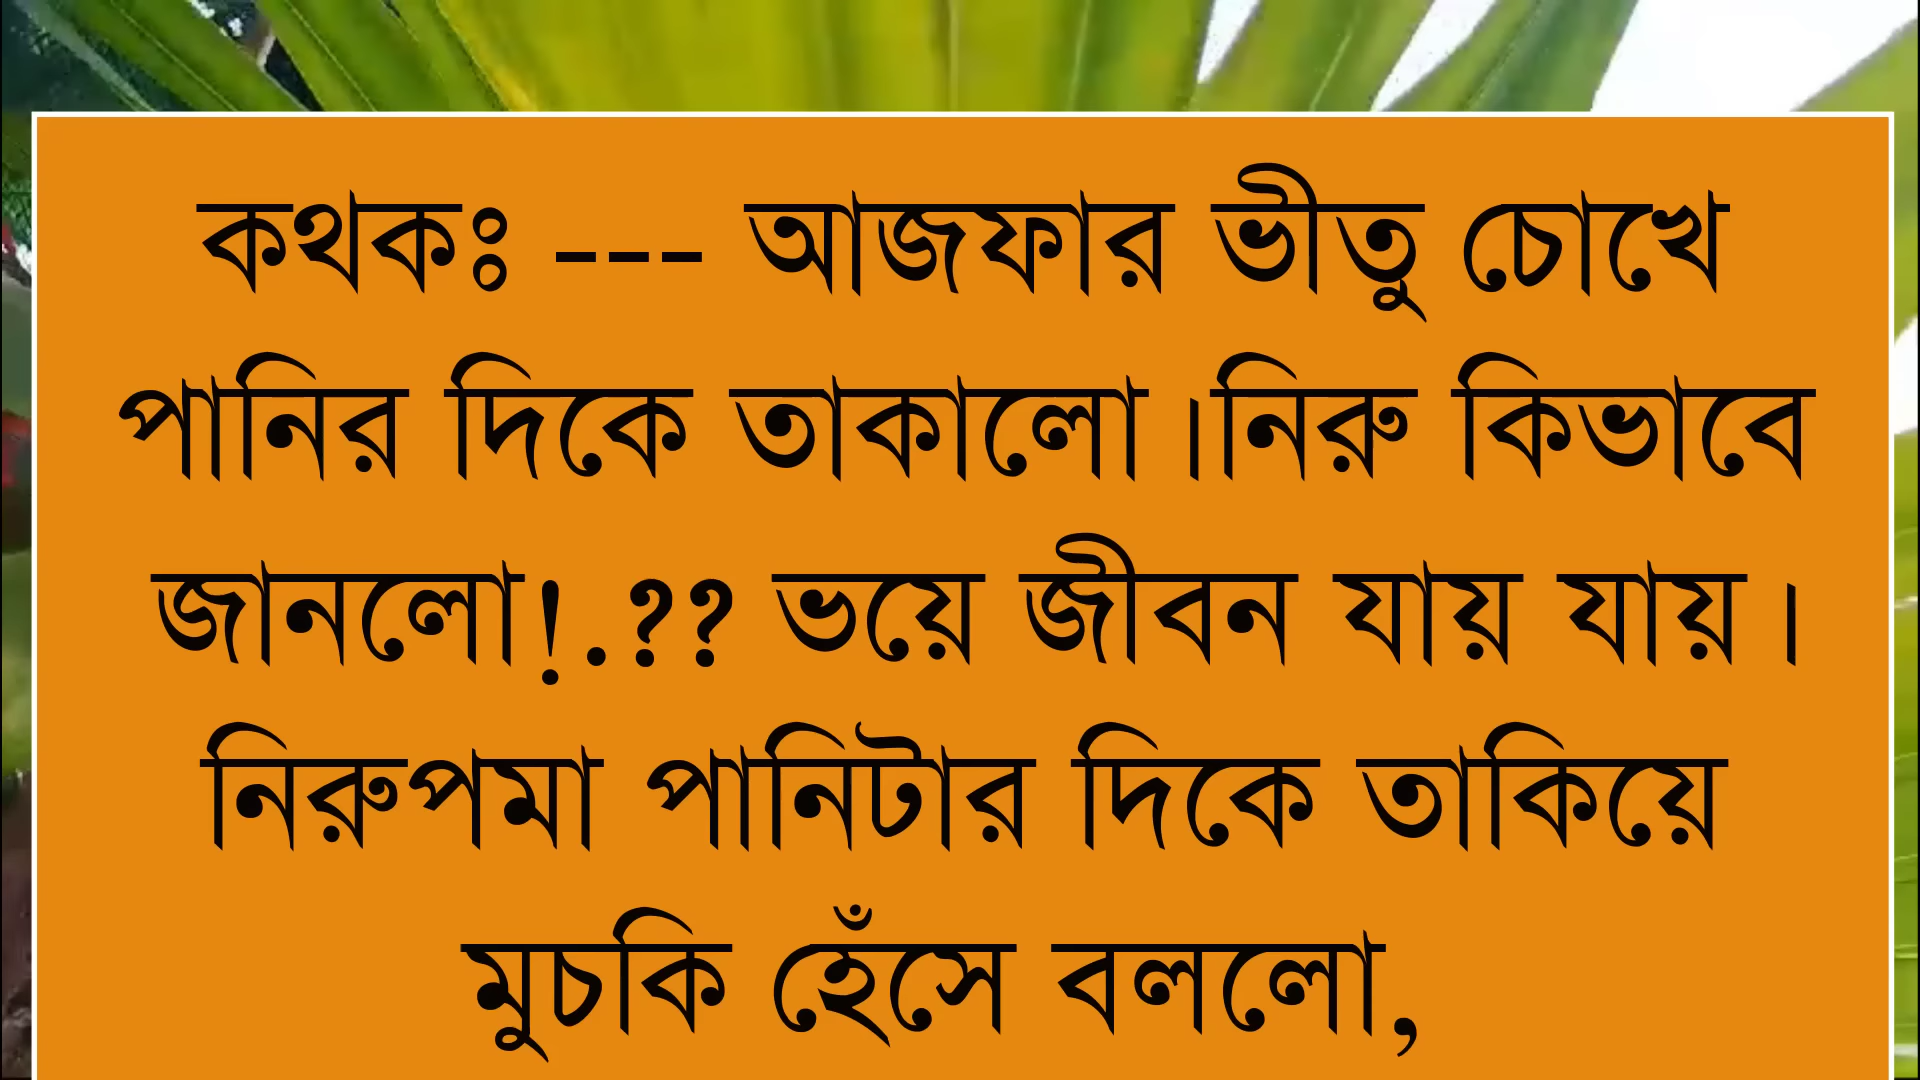 কথকঃ --- আজফার ভীতু চোখে
পানির দিকে তাকালো।নিরু কিভাবে
জানলো!.?? ভয়ে জীবন যায় যায়।
নিরুপমা পানিটার দিকে তাকিয়ে
মুচকি হেঁসে বললো,